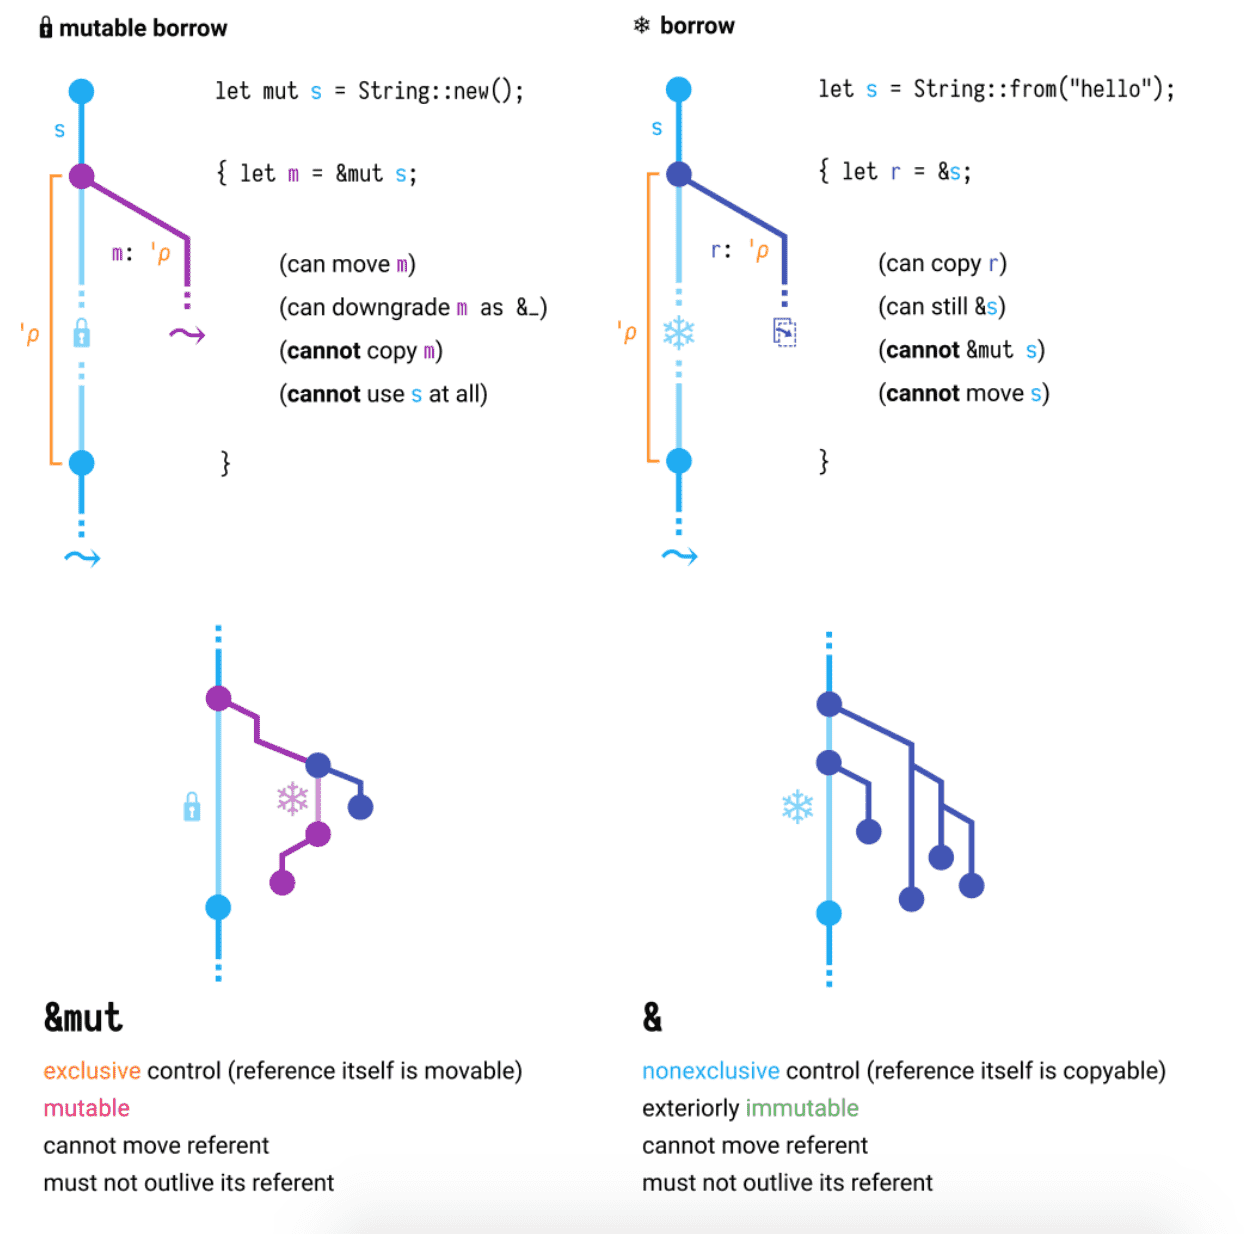 mutable borrow
let mut s = String::new();
s
{ let m = &mut s;
m: 'ρ
(can move m)
(can downgrade m as &_)
'ρ
(cannot copy m)
(cannot use s at all)
}
borrow
let s = String::from("hello");
s
{ let r = &s;
r: 'ρ
(can copy r)
(can still &s)
'ρ
(cannot &mut s)
(cannot move s)
}
&mut
exclusive control (reference itself is movable)
mutable
cannot move referent
must not outlive its referent
&
nonexclusive control (reference itself is copyable)
exteriorly immutable
cannot move referent
must not outlive its referent